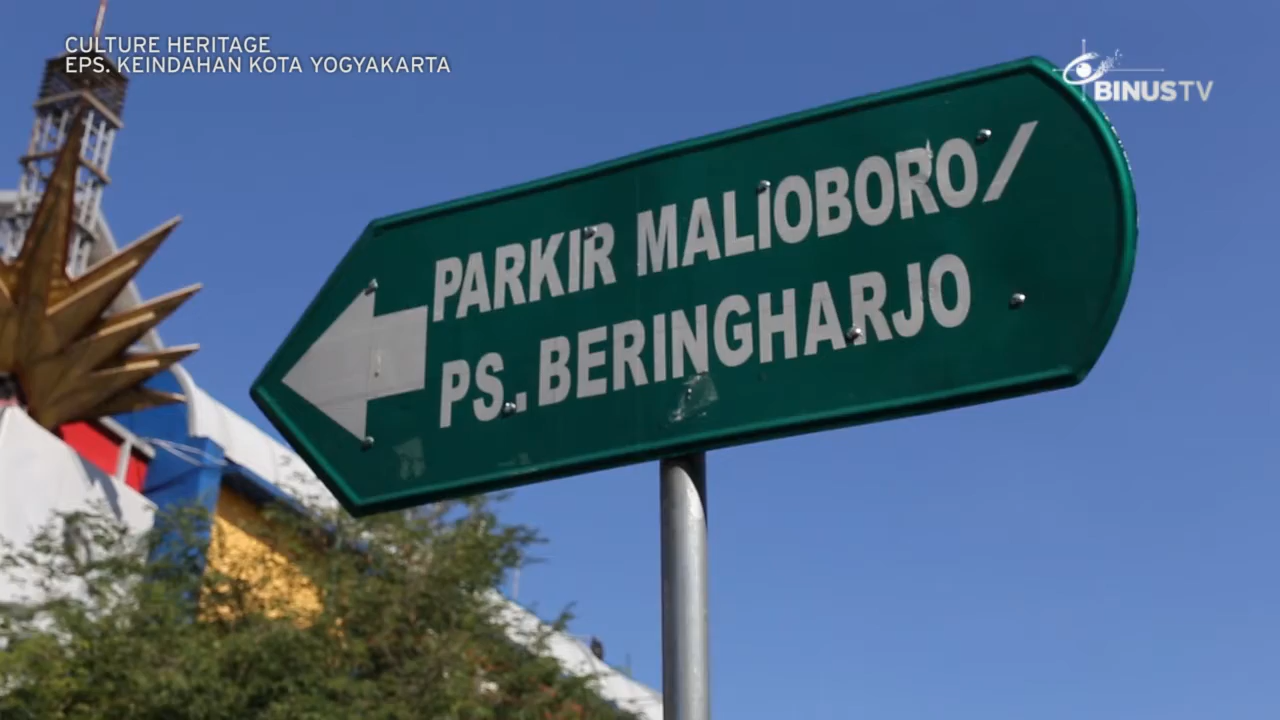 CULTURE HERITAGE
EPS. KEINDAHAN KOTA YOGYAKARTA
BINUSTV
PARKIR MALIOBORO/
PS. BERINGHARJO